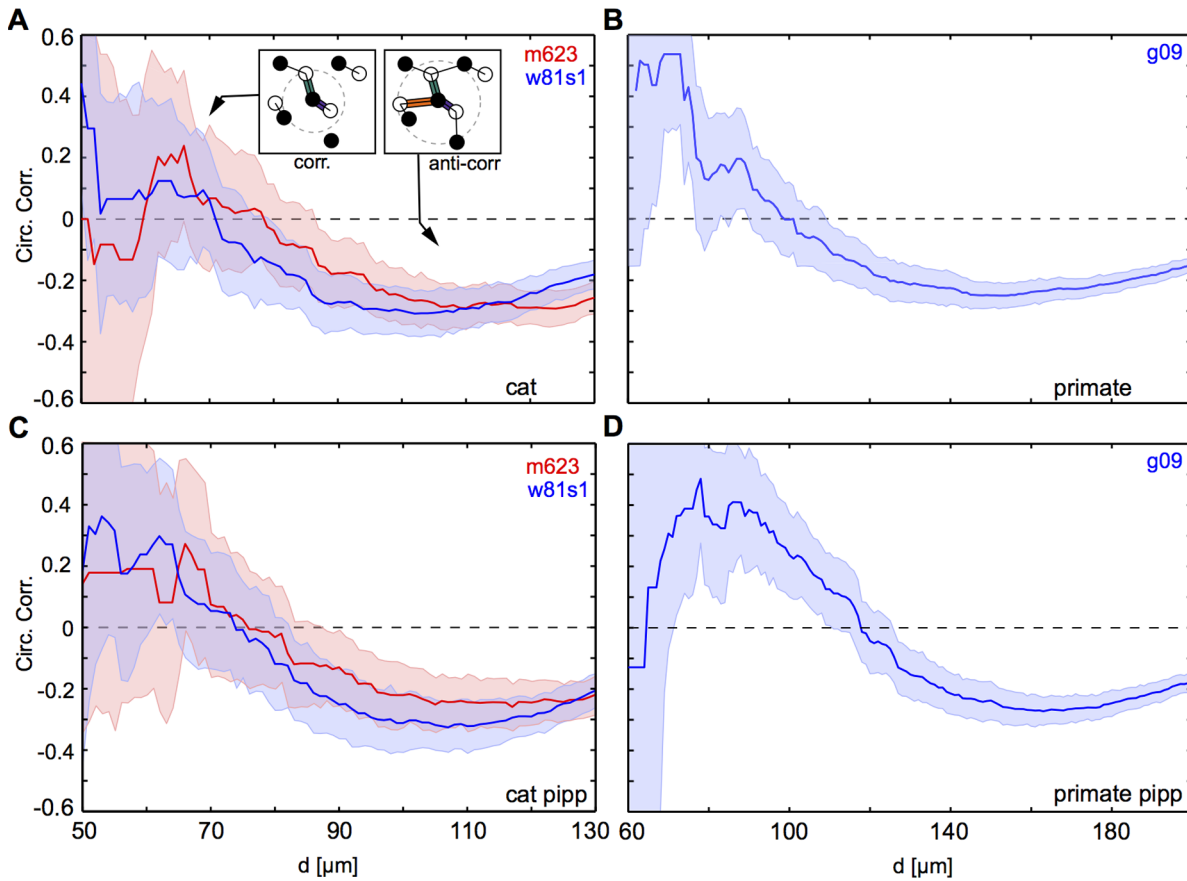 A
B
0.6
0.4
0.2
0
-0.2
-0.4
-0.6
Circ. Corr.
m623
w81s1
corr.
anti-corr
cat
g09
primate
C
D
0.6
0.4
0.2
0
-0.2
-0.4
-0.6
Circ. Corr.
m623
w81s1
cat pipp
g09
primate pipp
50 70 90 110 130
60 100 140 180
d [µm]
d [µm]